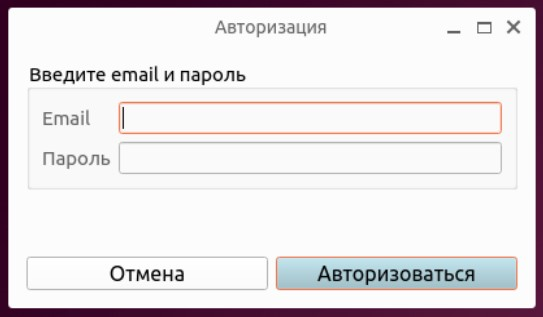 Авторизация
Введите email и пароль
Email
Пароль
Отмена
Авторизоваться